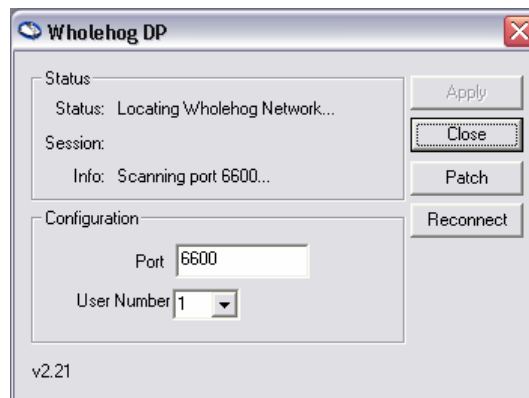 Wholehog DP
Status
Status: Locating Wholehog Network...
Session:
Info: Scanning port 6600...
Configuration
Port 6600
User Number 1
v2.21
Apply
Close
Patch
Reconnect